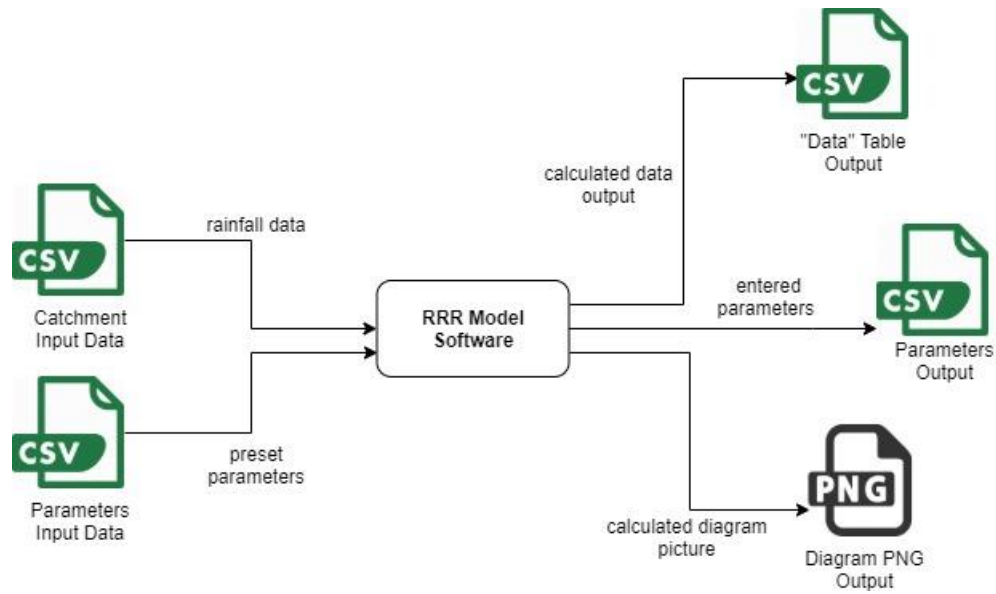 CSV
"Data" Table
Output
calculated data
output
rainfall data
CSV
Catchment
Input Data
RRR Model
Software
entered
parameters
CSV
Parameters
Output
CSV
Parameters
Input Data
preset
parameters
calculated diagram
picture
PNG
Diagram PNG
Output